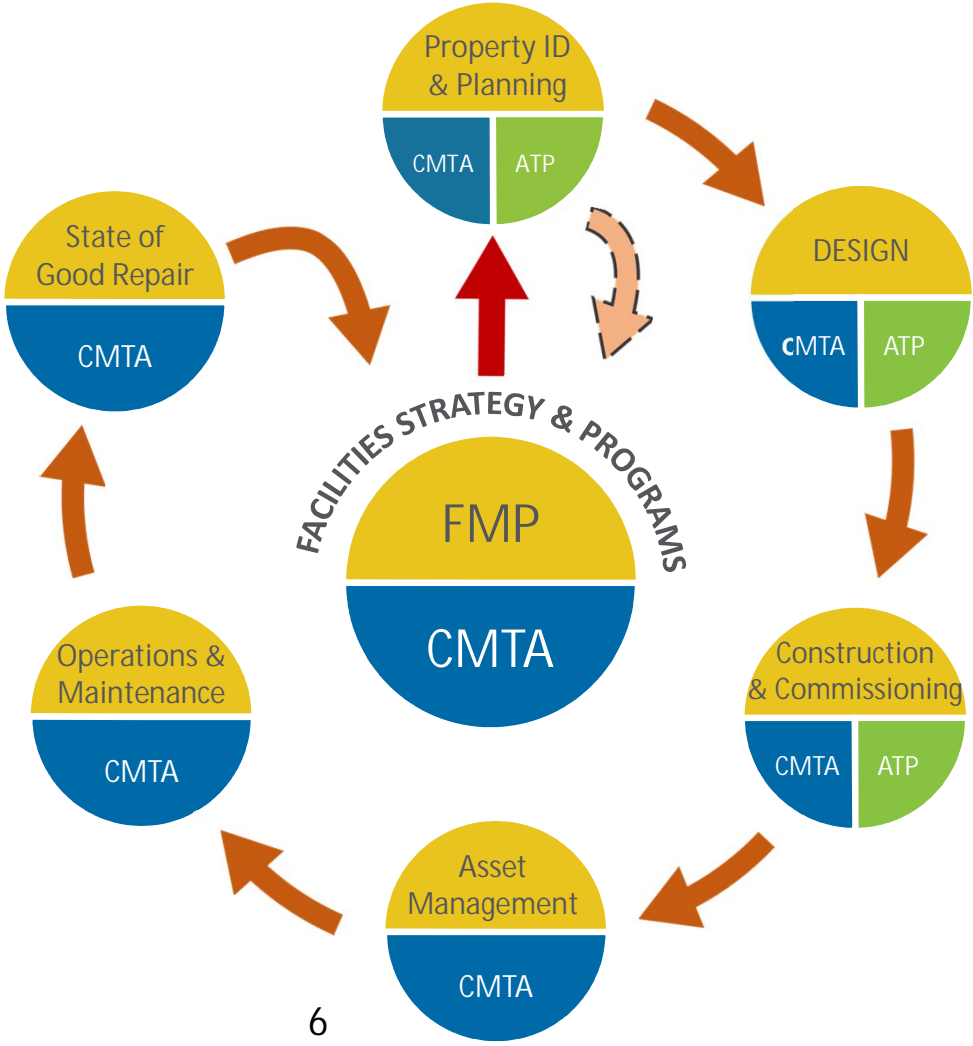 Property ID
& Planning
CMTA
ATP
State of
Good Repair
CMTA
DESIGN
CMTA
ATP
FACILITIES STRATEGY & PROGRAMS
FMP
CMTA
Operations &
Maintenance
CMTA
Construction
& Commissioning
CMTA
ATP
Asset
Management
CMTA
6